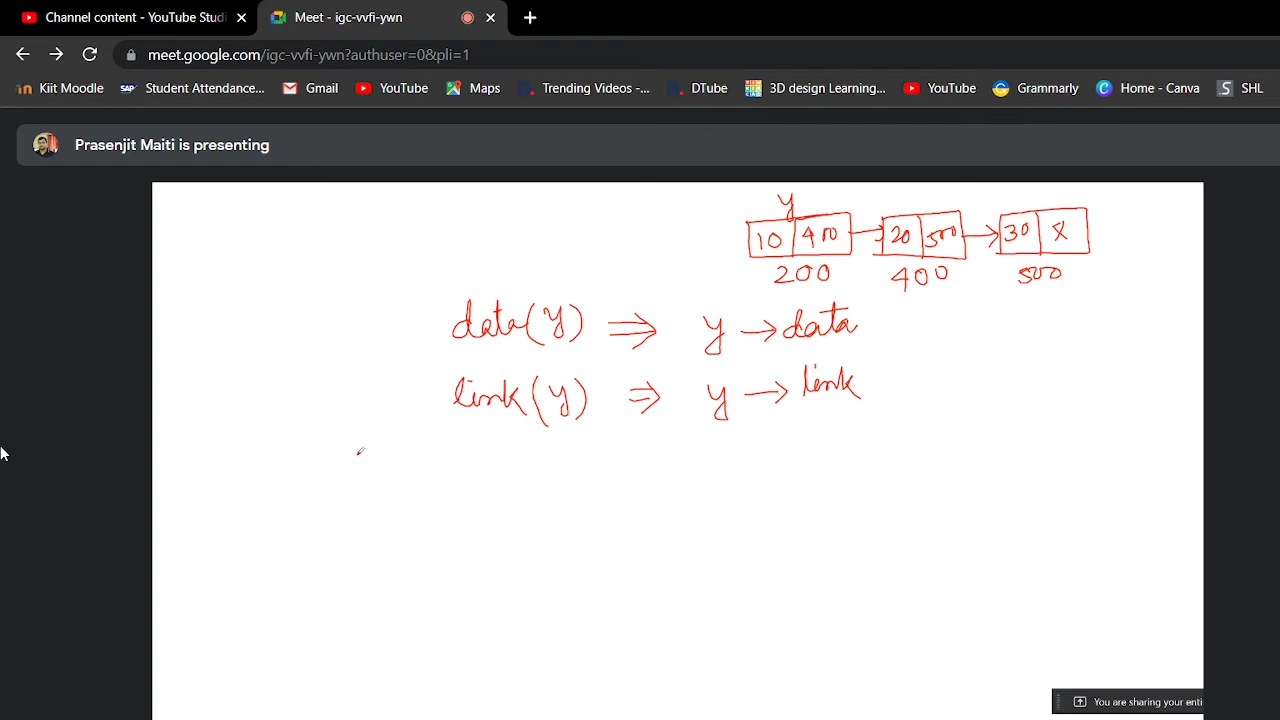 Channel content - YouTube Studi
Meet - igc-vvfi-ywn
meet.google.com/igc-vvfi-ywn?authuser=0&pli=1
Kiit Moodle
SAP Student Attendance...
Gmail
YouTube
Maps
Trending Videos -...
DTube
3D design Learning...
YouTube
Grammarly
Home - Canva
SHL
Prasenjit Maiti is presenting
y
10 400 → 20 500 → 30 X
200 400 500
data(y) ⇒ y → data
link(y) ⇒ y → link
You are sharing your enti